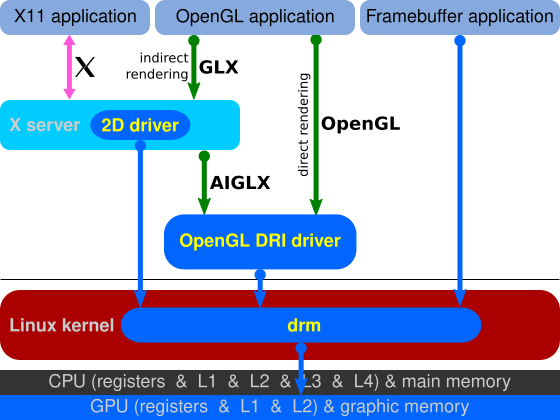 X11 application
OpenGL application
Framebuffer application
X
indirect
rendering
GLX
direct rendering
OpenGL
X server
2D driver
AIGLX
OpenGL DRI driver
Linux kernel
drm
CPU (registers & L1 & L2 & L3 & L4) & main memory
GPU (registers & L1 & L2) & graphic memory